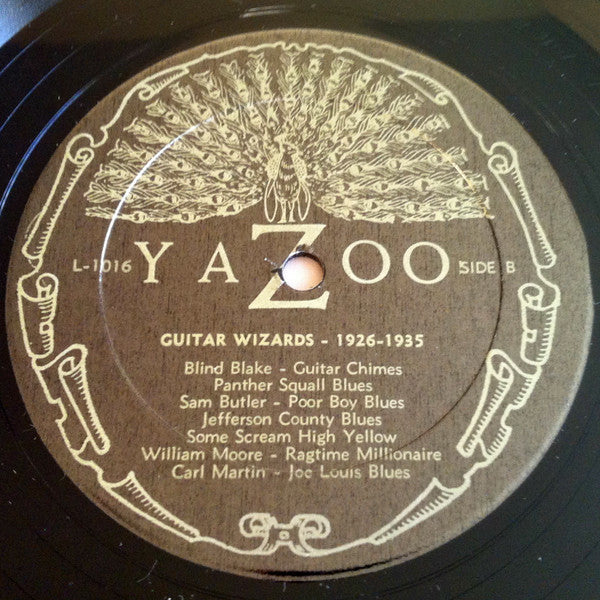 L-1016 YAZOO SIDE B
GUITAR WIZARDS - 1926-1935
Blind Blake - Guitar Chimes
Panther Squall Blues
Sam Butler - Poor Boy Blues
Jefferson County Blues
Some Scream High Yellow
William Moore - Ragtime Millionaire
Carl Martin - Joe Louis Blues